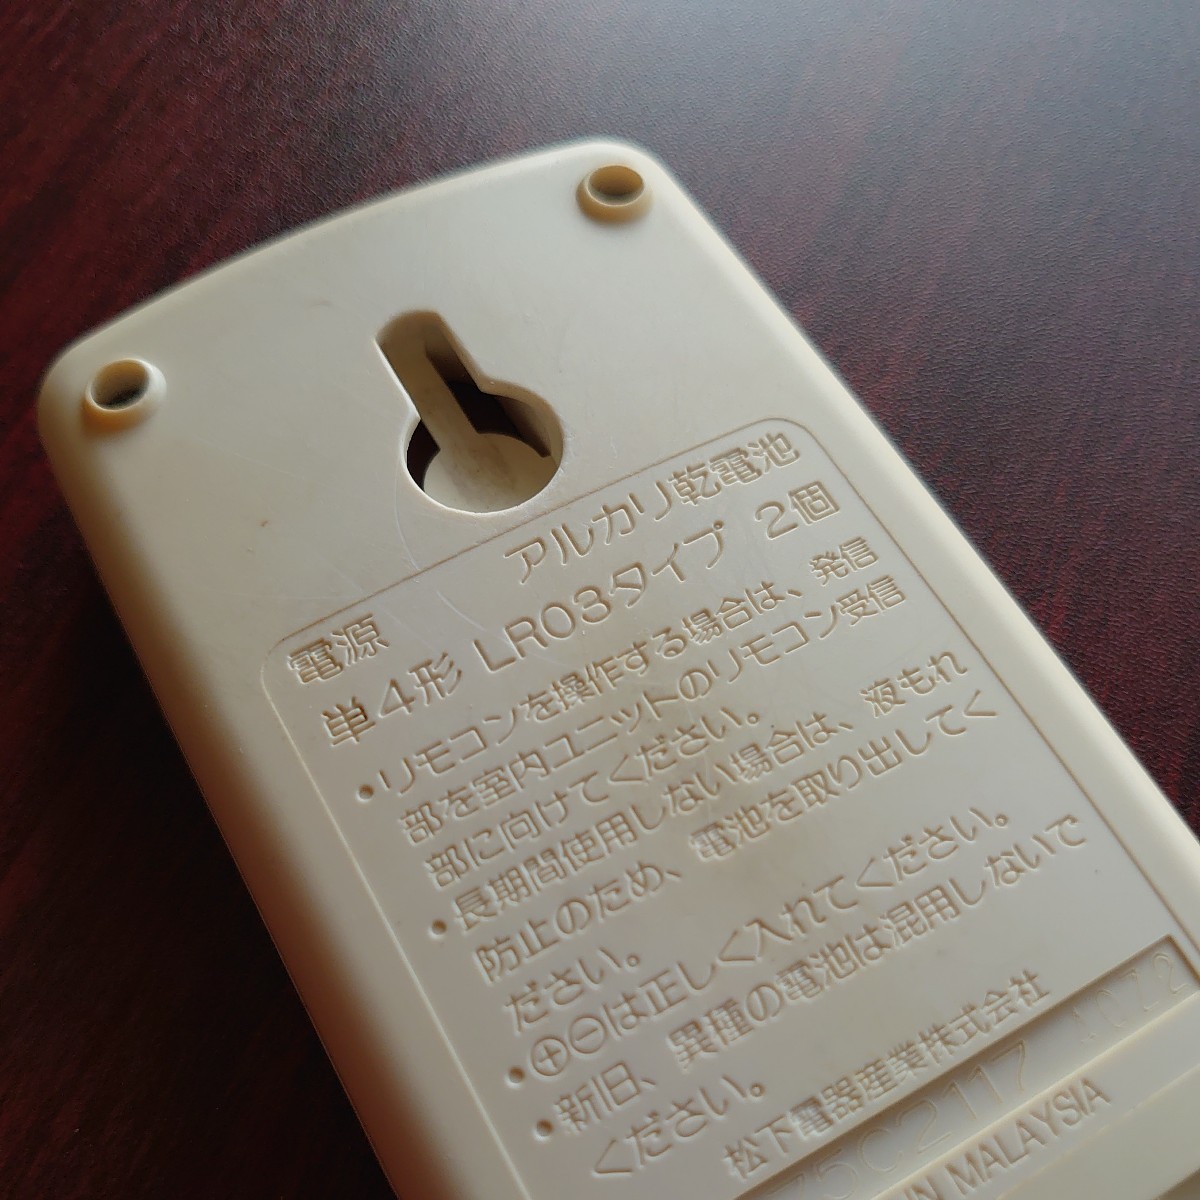 電源 アルカリ乾電池
単4形 LR03タイプ 2個
・リモコンを操作する場合は、発信
部を室内ユニットのリモコン受信
部に向けてください。
・長期間使用しない場合は、液もれ
防止のため、電池を取り出してく
ださい。
・⊕⊖は正しく入れてください。
・新旧、異種の電池は混用しないで
ください。
松下電器産業株式会社
75C2117
IN MALAYSIA